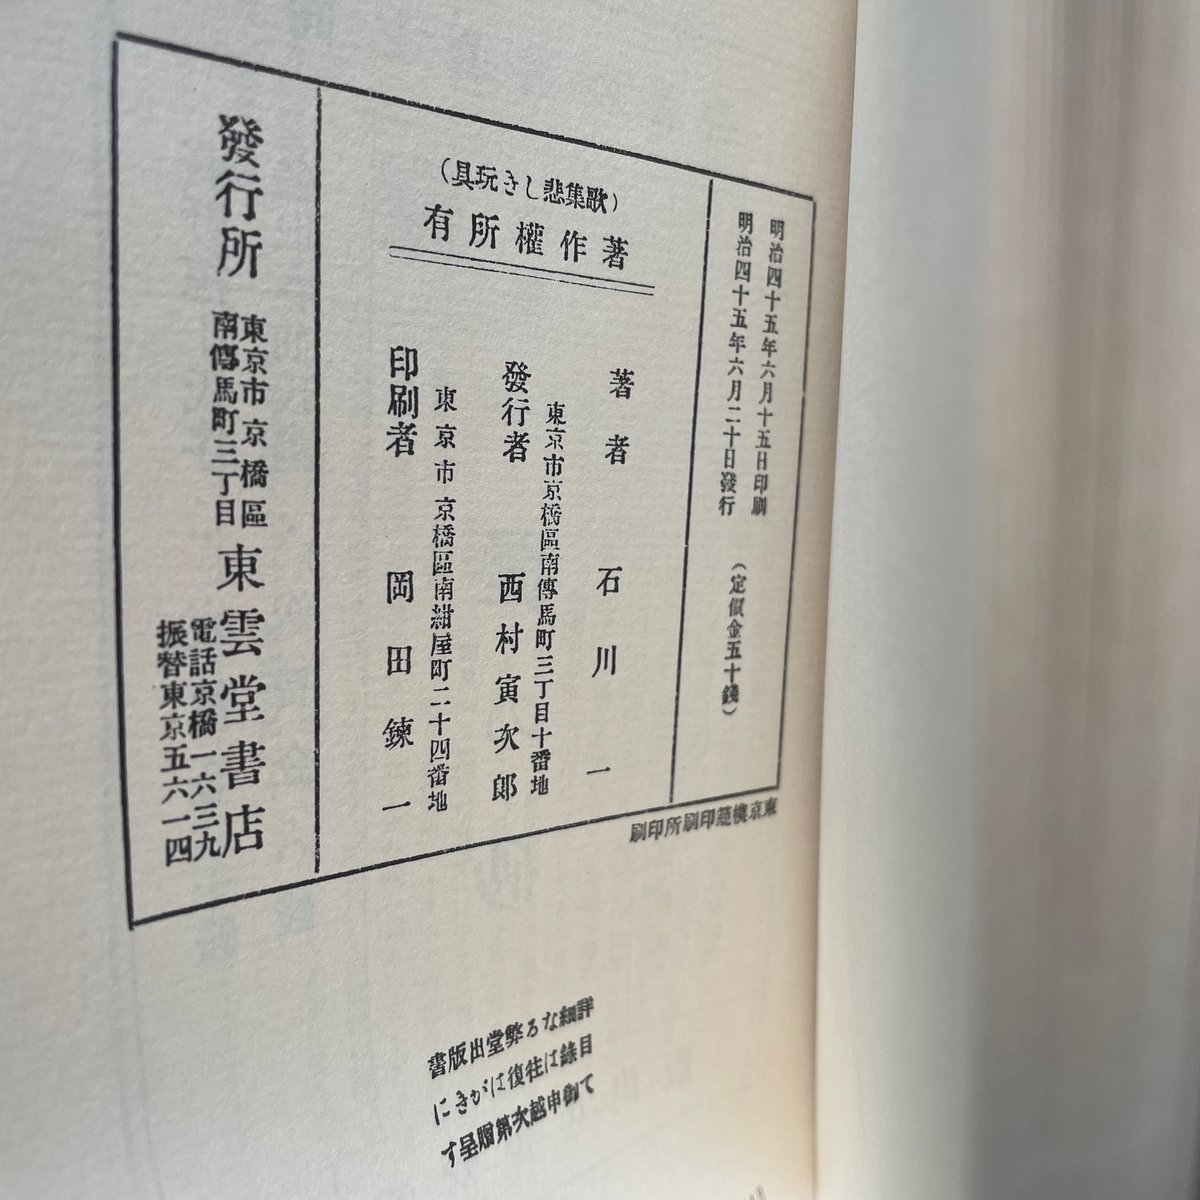 明治四十五年六月十五日印刷
明治四十五年六月二十日發行
（定價金五十錢）
（歌集悲しき玩具）
著作權所有
著者 石川一
東京市京橋區南傳馬町三丁目十番地
發行者 西村寅次郎
東京市京橋區南紺屋町二十四番地
印刷者 岡田鍊一
發行所
東京市京橋區
南傳馬町三丁目
東雲堂書店
電話京橋一六三九
振替東京五六一四
東京 印刷所印刷
詳細なる弊堂出版書
目錄は往復はがきに
て御申越次第贈呈す